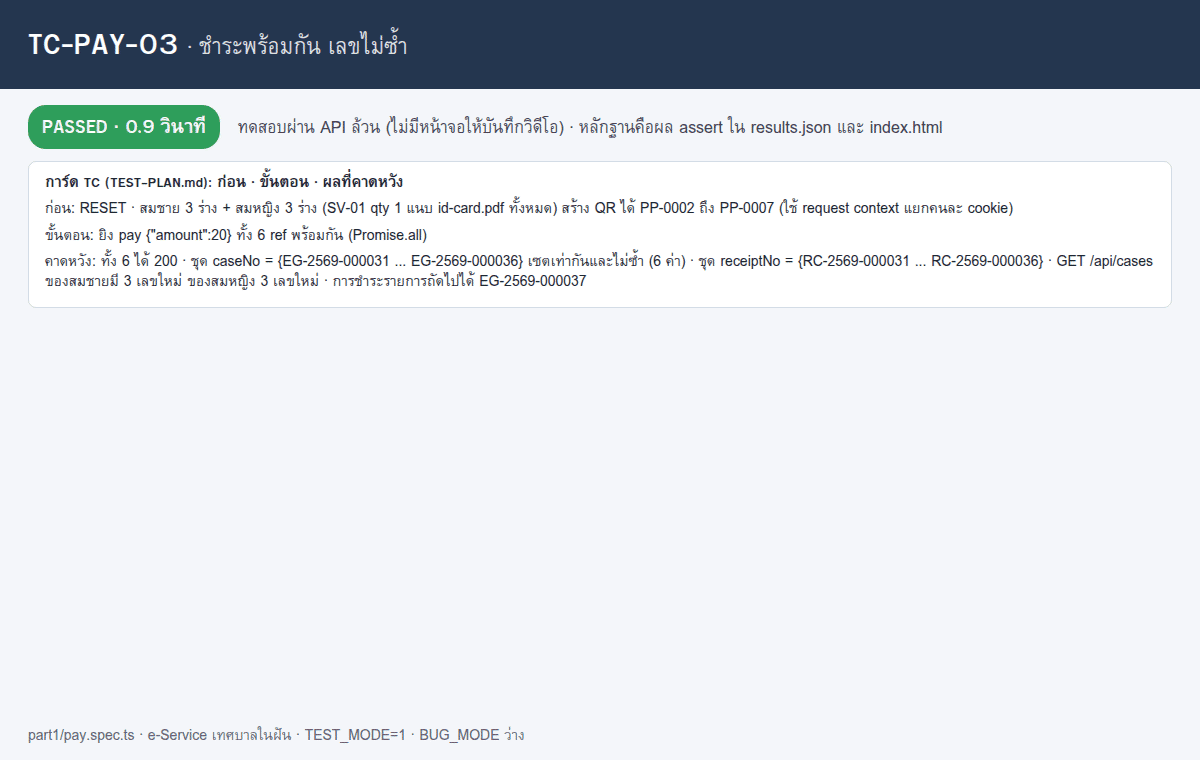 TC-PAY-03 · ชำระพร้อมกัน เลขไม่ซ้ำ
PASSED · 0.9 วินาที
ทดสอบผ่าน API ล้วน (ไม่มีหน้าจอให้บันทึกวิดีโอ) · หลักฐานคือผล assert ใน results.json และ index.html
การ์ด TC (TEST-PLAN.md): ก่อน · ขั้นตอน · ผลที่คาดหวัง
ก่อน: RESET · สมชาย 3 ร่าง + สมหญิง 3 ร่าง (SV-01 qty 1 แนบ id-card.pdf ทั้งหมด) สร้าง QR ได้ PP-0002 ถึง PP-0007 (ใช้ request context แยกคนละ cookie)
ขั้นตอน: ยิง pay {"amount":20} ทั้ง 6 ref พร้อมกัน (Promise.all)
คาดหวัง: ทั้ง 6 ได้ 200 · ชุด caseNo = {EG-2569-000031 ... EG-2569-000036} เซตเท่ากันและไม่ซ้ำ (6 ค่า) · ชุด receiptNo = {RC-2569-000031 ... RC-2569-000036} · GET /api/cases
ของสมชายมี 3 เลขใหม่ ของสมหญิง 3 เลขใหม่ · การชำระรายการถัดไปได้ EG-2569-000037
part1/pay.spec.ts · e-Service เทศบาลในฝัน · TEST_MODE=1 · BUG_MODE ว่าง